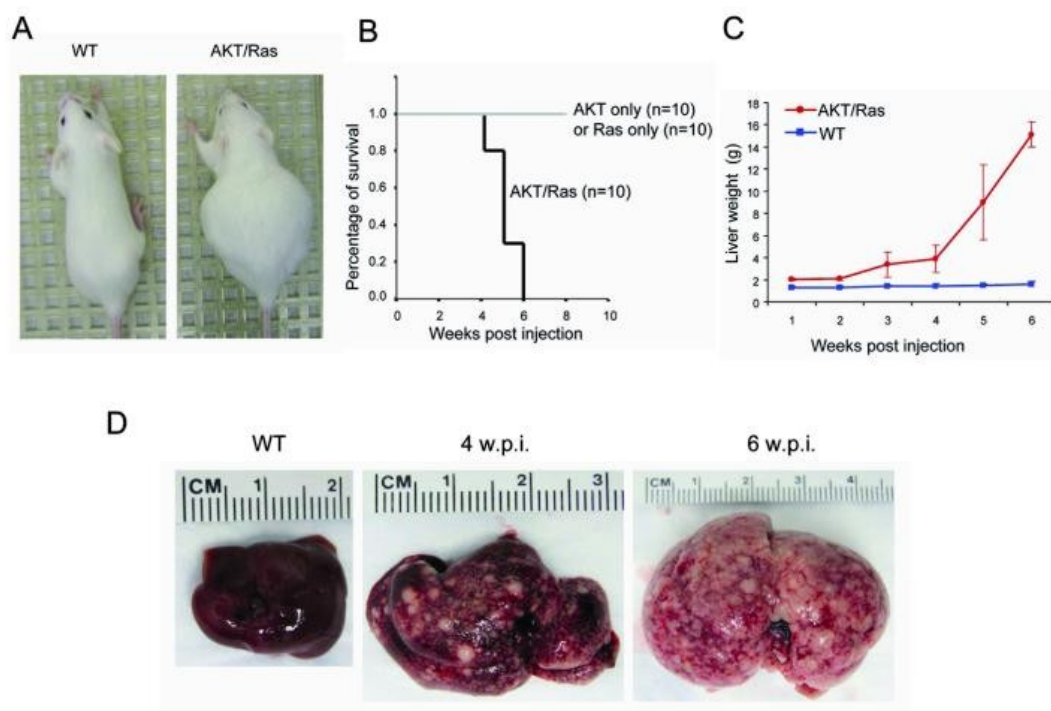 A
WT
AKT/Ras
B
Percentage of survival
1.0
0.8
0.6
0.4
0.2
0.0
0
2
4
6
8
10
Weeks post injection
AKT only (n=10)
or Ras only (n=10)
AKT/Ras (n=10)
C
Liver weight (g)
18
16
14
12
10
8
6
4
2
0
1
2
3
4
5
6
Weeks post injection
AKT/Ras
WT
D
WT
4 w.p.i.
6 w.p.i.
CM 1 2
CM 1 2 3
CM 1 2 3 4